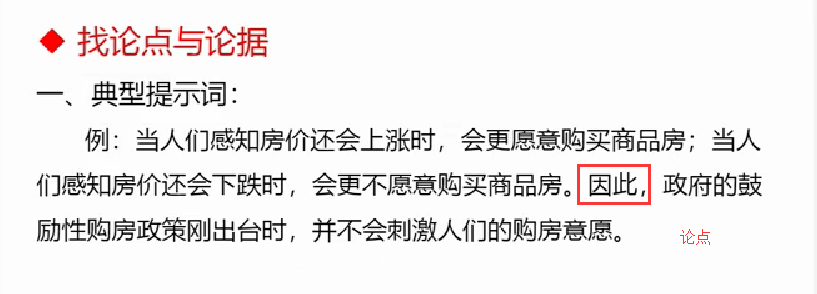 ◆ 找论点与论据
一、典型提示词：
例：当人们感知房价还会上涨时，会更愿意购买商品房；当人
们感知房价还会下跌时，会更不愿意购买商品房。因此，政府的鼓
励性购房政策刚出台时，并不会刺激人们的购房意愿。
论点